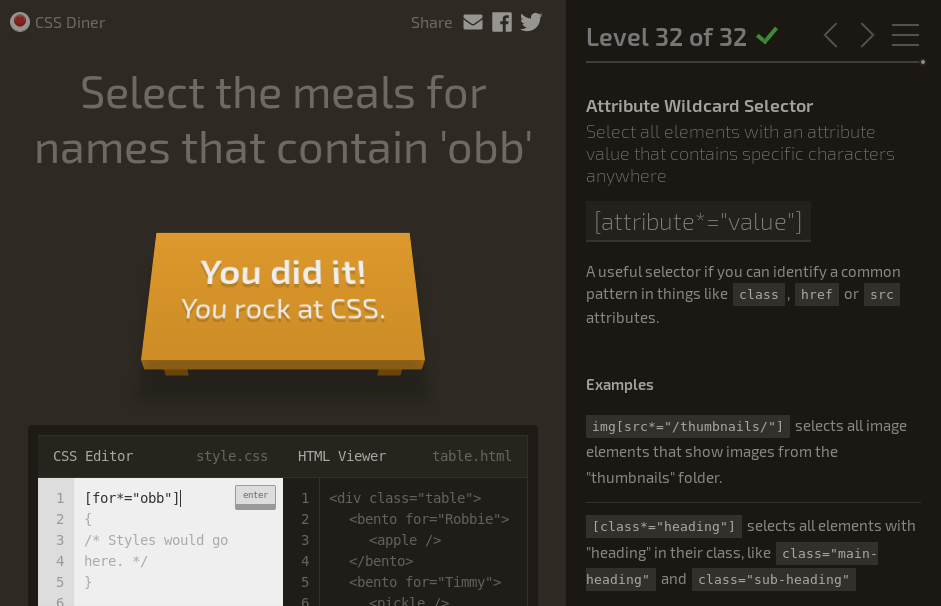 CSS Diner
Share
Select the meals for
names that contain 'obb'
You did it!
You rock at CSS.
CSS Editor style.css
1 [for*="obb"] enter
2 {
3 /* Styles would go
4 here. */
5 }
6
HTML Viewer table.html
1 <div class="table">
2 <bento for="Robbie">
3 <apple />
4 </bento>
5 <bento for="Timmy">
6 <pickle />
Level 32 of 32
Attribute Wildcard Selector
Select all elements with an attribute
value that contains specific characters
anywhere
[attribute*="value"]
A useful selector if you can identify a common
pattern in things like class , href or src
attributes.
Examples
img[src*="/thumbnails/"] selects all image
elements that show images from the
"thumbnails" folder.
[class*="heading"] selects all elements with
"heading" in their class, like class="main-
heading" and class="sub-heading"